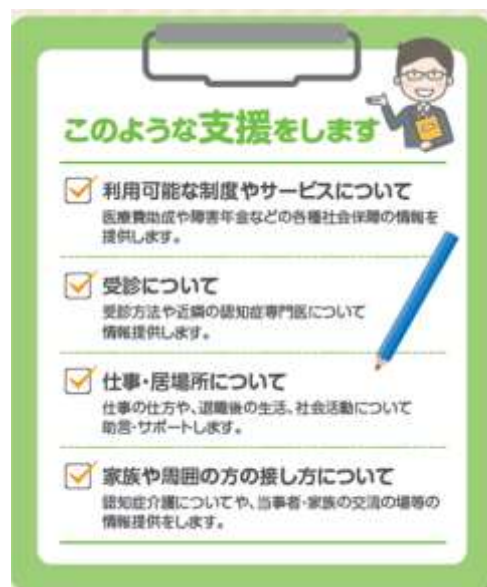 このような支援をします
利用可能な制度やサービスについて
医療費助成や障害年金などの各種社会保障の情報を
提供します。
受診について
受診方法や近隣の認知症専門医について
情報提供します。
仕事・居場所について
仕事の仕方や、退職後の生活、社会活動について
助言・サポートします。
家族や周囲の方の接し方について
認知症介護についてや、当事者・家族の交流の場等の
情報提供をします。